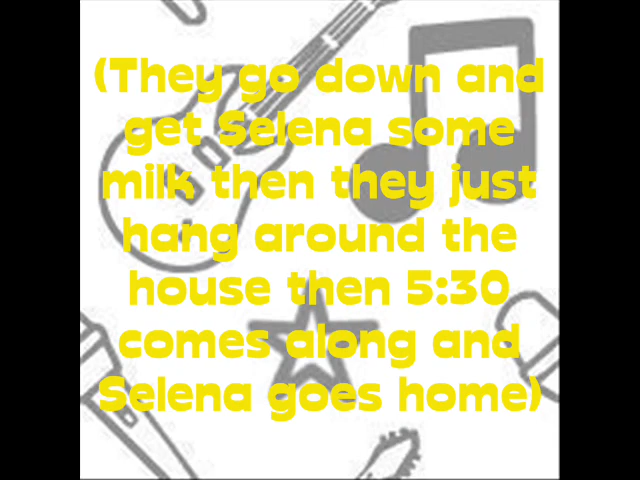 (They go down and
get Selena some
milk then they just
hang around the
house then 5:30
comes along and
Selena goes home)